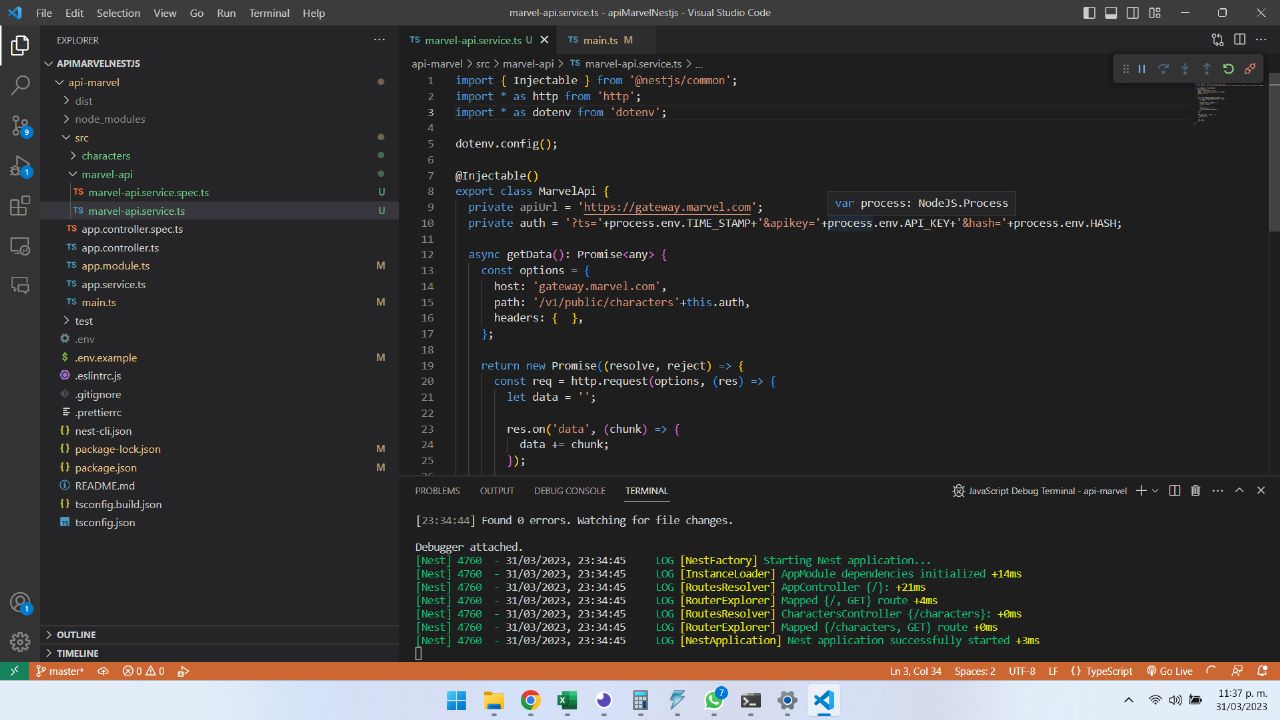 File Edit Selection View Go Run Terminal Help
marvel-api.service.ts - apiMarvelNestjs - Visual Studio Code
EXPLORER
APIMARVELNESTJS
api-marvel
dist
node_modules
src
characters
marvel-api
TS marvel-api.service.spec.ts U
TS marvel-api.service.ts U
TS app.controller.spec.ts
TS app.controller.ts
TS app.module.ts M
TS app.service.ts
TS main.ts M
test
.env
$ .env.example M
.eslintrc.js
.gitignore
.prettierrc
{} nest-cli.json
{} package-lock.json M
{} package.json M
README.md
{} tsconfig.build.json
TS tsconfig.json
OUTLINE
TIMELINE
9
1
1
TS marvel-api.service.ts U
TS main.ts M
api-marvel > src > marvel-api > TS marvel-api.service.ts > ...
1 import { Injectable } from '@nestjs/common';
2 import * as http from 'http';
3 import * as dotenv from 'dotenv';
4
5 dotenv.config();
6
7 @Injectable()
8 export class MarvelApi {
var process: NodeJS.Process
9 private apiUrl = 'https://gateway.marvel.com';
10 private auth = '?ts='+process.env.TIME_STAMP+'&apikey='+process.env.API_KEY+'&hash='+process.env.HASH;
11
12 async getData(): Promise<any> {
13 const options = {
14 host: 'gateway.marvel.com',
15 path: '/v1/public/characters'+this.auth,
16 headers: {  },
17 };
18
19 return new Promise((resolve, reject) => {
20 const req = http.request(options, (res) => {
21 let data = '';
22
23 res.on('data', (chunk) => {
24 data += chunk;
25 });
PROBLEMS OUTPUT DEBUG CONSOLE TERMINAL
JavaScript Debug Terminal - api-marvel
[23:34:44] Found 0 errors. Watching for file changes.
Debugger attached.
[Nest] 4760 - 31/03/2023, 23:34:45 LOG [NestFactory] Starting Nest application...
[Nest] 4760 - 31/03/2023, 23:34:45 LOG [InstanceLoader] AppModule dependencies initialized +14ms
[Nest] 4760 - 31/03/2023, 23:34:45 LOG [RoutesResolver] AppController {/}: +21ms
[Nest] 4760 - 31/03/2023, 23:34:45 LOG [RouterExplorer] Mapped {/, GET} route +4ms
[Nest] 4760 - 31/03/2023, 23:34:45 LOG [RoutesResolver] CharactersController {/characters}: +0ms
[Nest] 4760 - 31/03/2023, 23:34:45 LOG [RouterExplorer] Mapped {/characters, GET} route +0ms
[Nest] 4760 - 31/03/2023, 23:34:45 LOG [NestApplication] Nest application successfully started +3ms
master* 0 0
Ln 3, Col 34 Spaces: 2 UTF-8 LF {} TypeScript Go Live
7
11:37 p. m.
31/03/2023